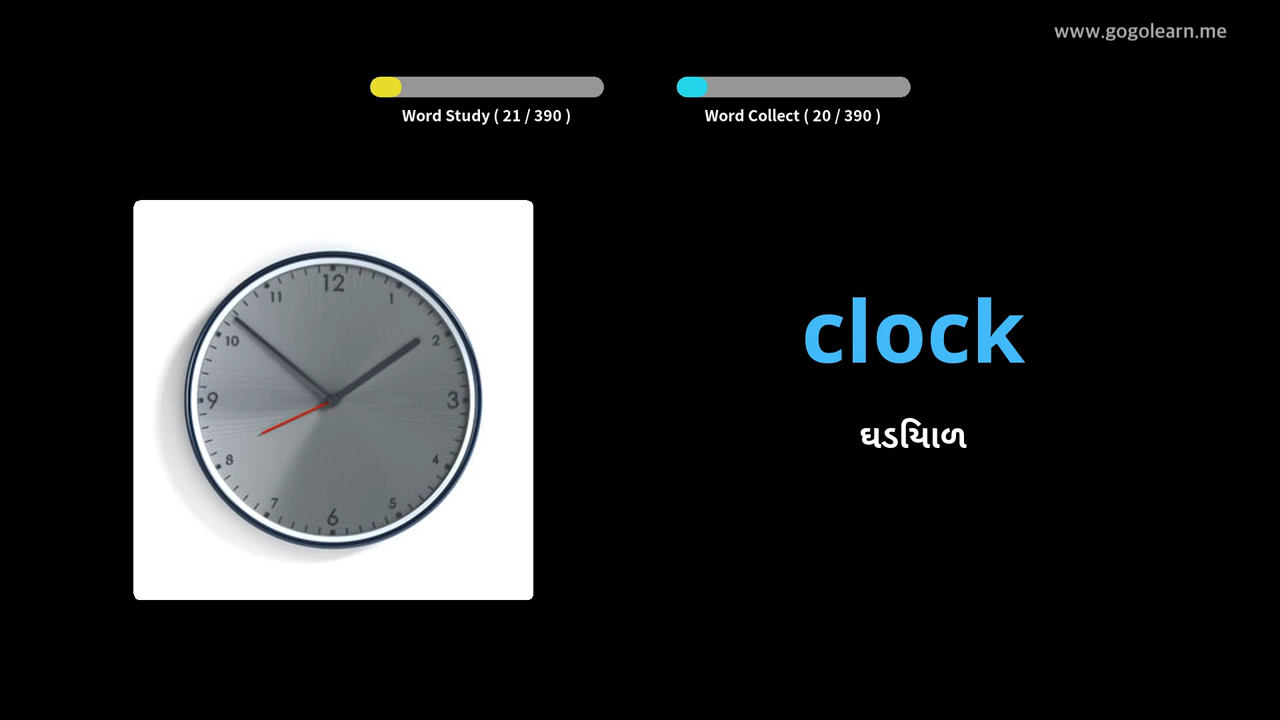 www.gogolearn.me
Word Study ( 21 / 390 )
Word Collect ( 20 / 390 )
12
11
1
10
2
9
3
8
4
7
5
6
clock
ઘડિયાળ